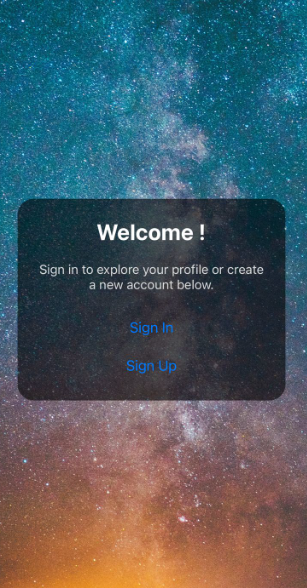 Welcome !
Sign in to explore your profile or create
a new account below.
Sign In
Sign Up